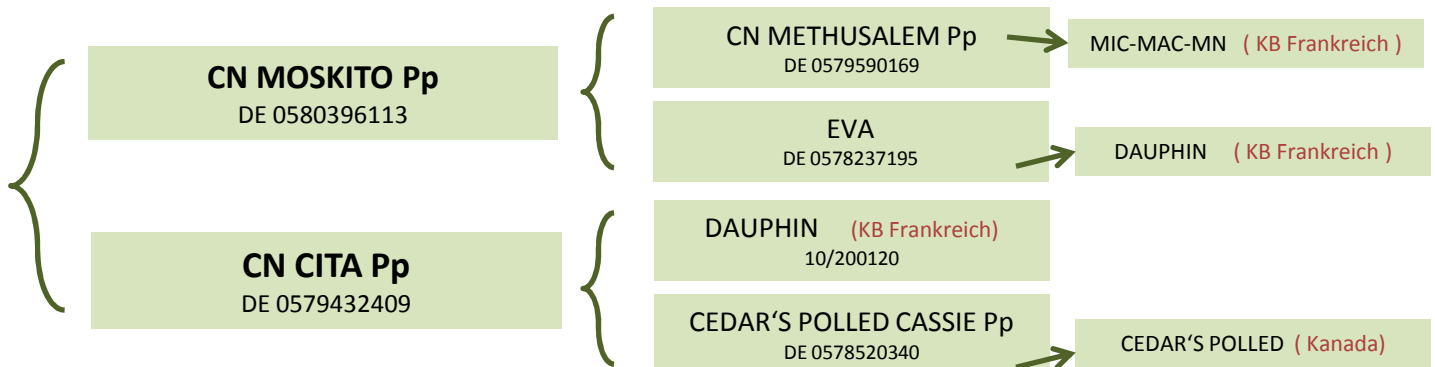 CN MOSKITO Pp
DE 0580396113
CN METHUSALEM Pp
DE 0579590169
MIC-MAC-MN ( KB Frankreich )
EVA
DE 0578237195
DAUPHIN ( KB Frankreich )
CN CITA Pp
DE 0579432409
DAUPHIN (KB Frankreich)
10/200120
CEDAR‘S POLLED CASSIE Pp
DE 0578520340
CEDAR‘S POLLED ( Kanada)